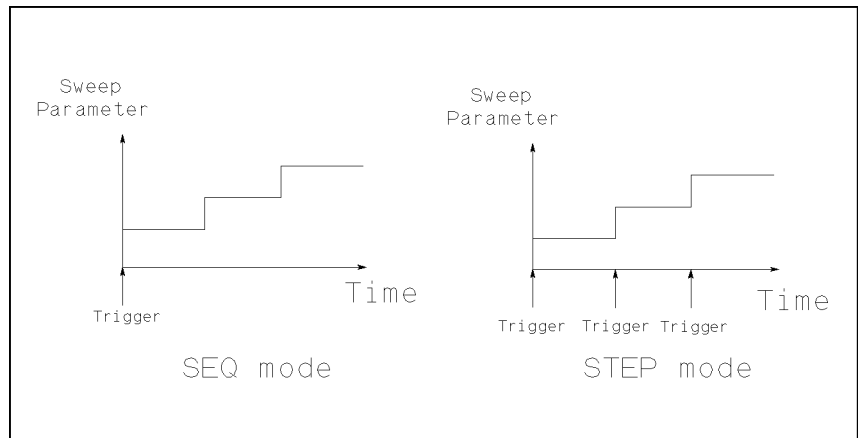 Sweep
Parameter
Time
Trigger
SEQ mode
Sweep
Parameter
Time
Trigger Trigger Trigger
STEP mode